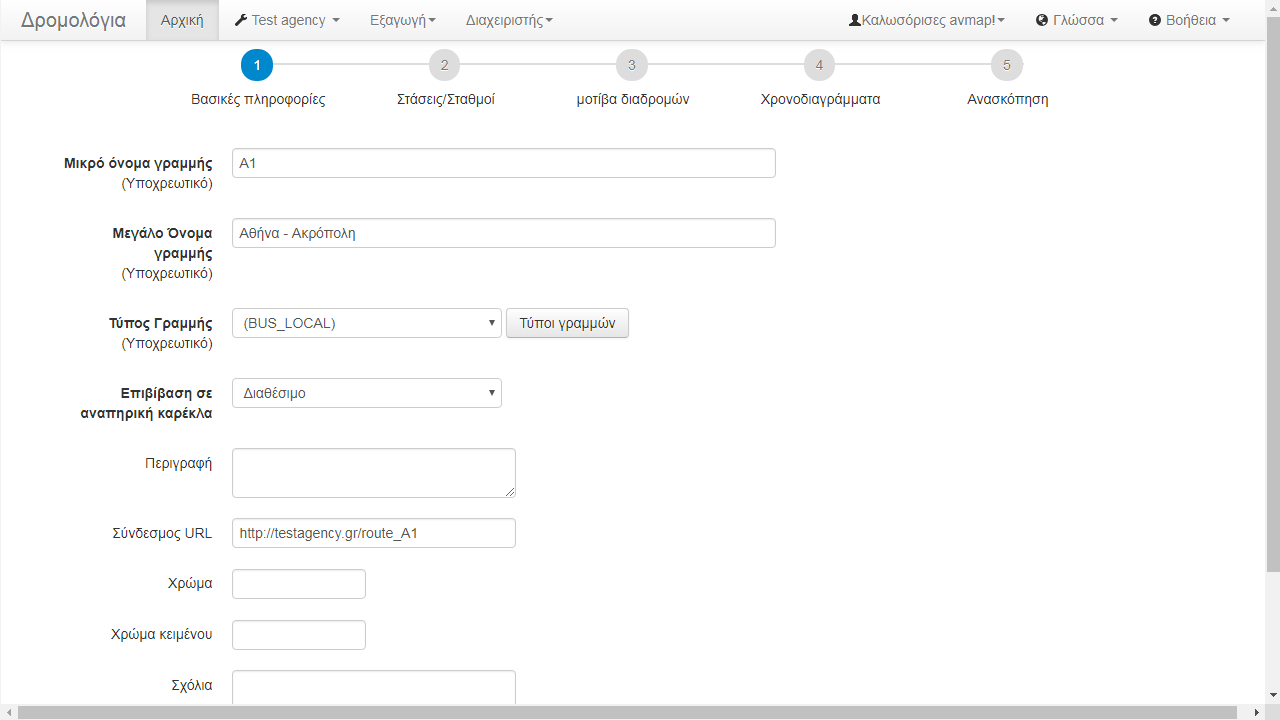 Δρομολόγια Αρχική Test agency Εξαγωγή Διαχειριστής Καλωσόρισες avmap! Γλώσσα Βοήθεια
1 2 3 4 5
Βασικές πληροφορίες Στάσεις/Σταθμοί μοτίβα διαδρομών Χρονοδιαγράμματα Ανασκόπηση
Μικρό όνομα γραμμής A1
(Υποχρεωτικό)
Μεγάλο Όνομα Αθήνα - Ακρόπολη
γραμμής
(Υποχρεωτικό)
Τύπος Γραμμής (BUS_LOCAL) Τύποι γραμμών
(Υποχρεωτικό)
Επιβίβαση σε Διαθέσιμο
αναπηρική καρέκλα
Περιγραφή
Σύνδεσμος URL http://testagency.gr/route_A1
Χρώμα
Χρώμα κειμένου
Σχόλια